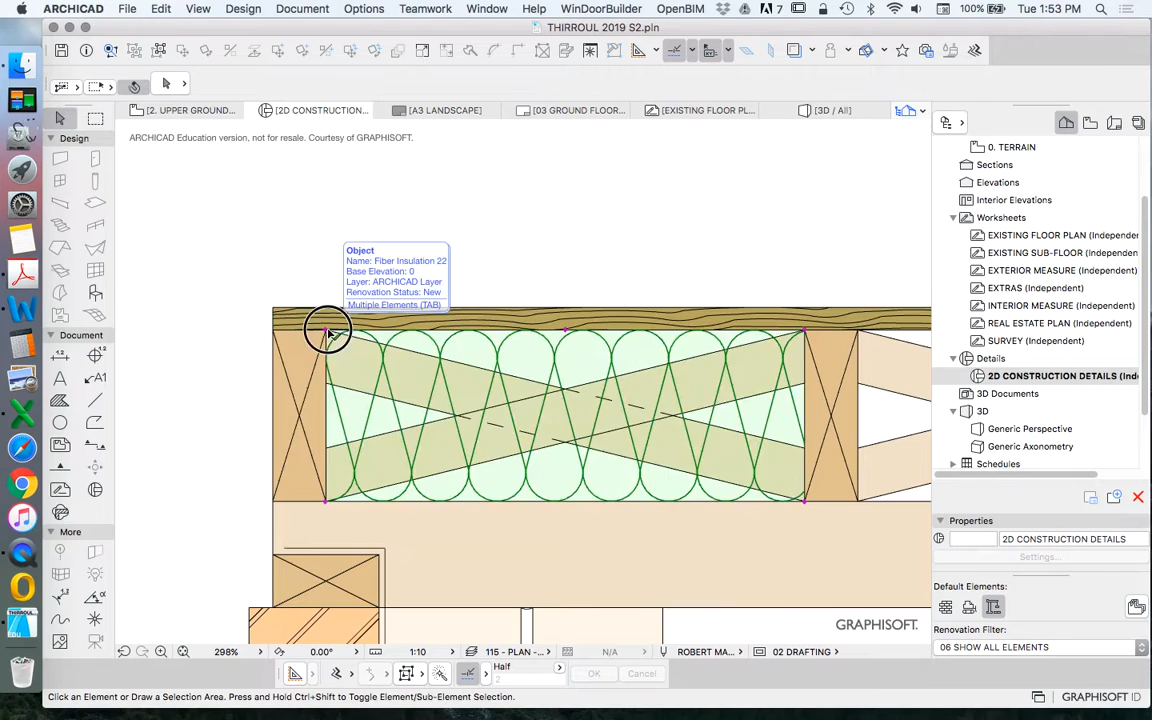 ARCHICAD File Edit View Design Document Options Teamwork Window Help WinDoorBuilder OpenBIM 7 100% Tue 1:53 PM
THIRROUL 2019 S2.pln
[2. UPPER GROUND... [2D CONSTRUCTION... [A3 LANDSCAPE] [03 GROUND FLOOR... [EXISTING FLOOR PL... [3D / All]
ARCHICAD Education version, not for resale. Courtesy of GRAPHISOFT.
Design
Document
More
Object
Name: Fiber Insulation 22
Base Elevation: 0
Layer: ARCHICAD Layer
Renovation Status: New
Multiple Elements (TAB)
0. TERRAIN
Sections
Elevations
Interior Elevations
Worksheets
EXISTING FLOOR PLAN (Independer
EXISTING SUB-FLOOR (Independen
EXTERIOR MEASURE (Independent)
EXTRAS (Independent)
INTERIOR MEASURE (Independent)
REAL ESTATE PLAN (Independent)
SURVEY (Independent)
Details
2D CONSTRUCTION DETAILS (Inde
3D Documents
3D
Generic Perspective
Generic Axonometry
Schedules
Properties
2D CONSTRUCTION DETAILS
Settings...
Default Elements:
Renovation Filter:
06 SHOW ALL ELEMENTS
GRAPHISOFT.
298% 0.00° 1:10 115 - PLAN -... N/A ROBERT MA... 02 DRAFTING
Half
2
OK Cancel
Click an Element or Draw a Selection Area. Press and Hold Ctrl+Shift to Toggle Element/Sub-Element Selection.
GRAPHISOFT ID